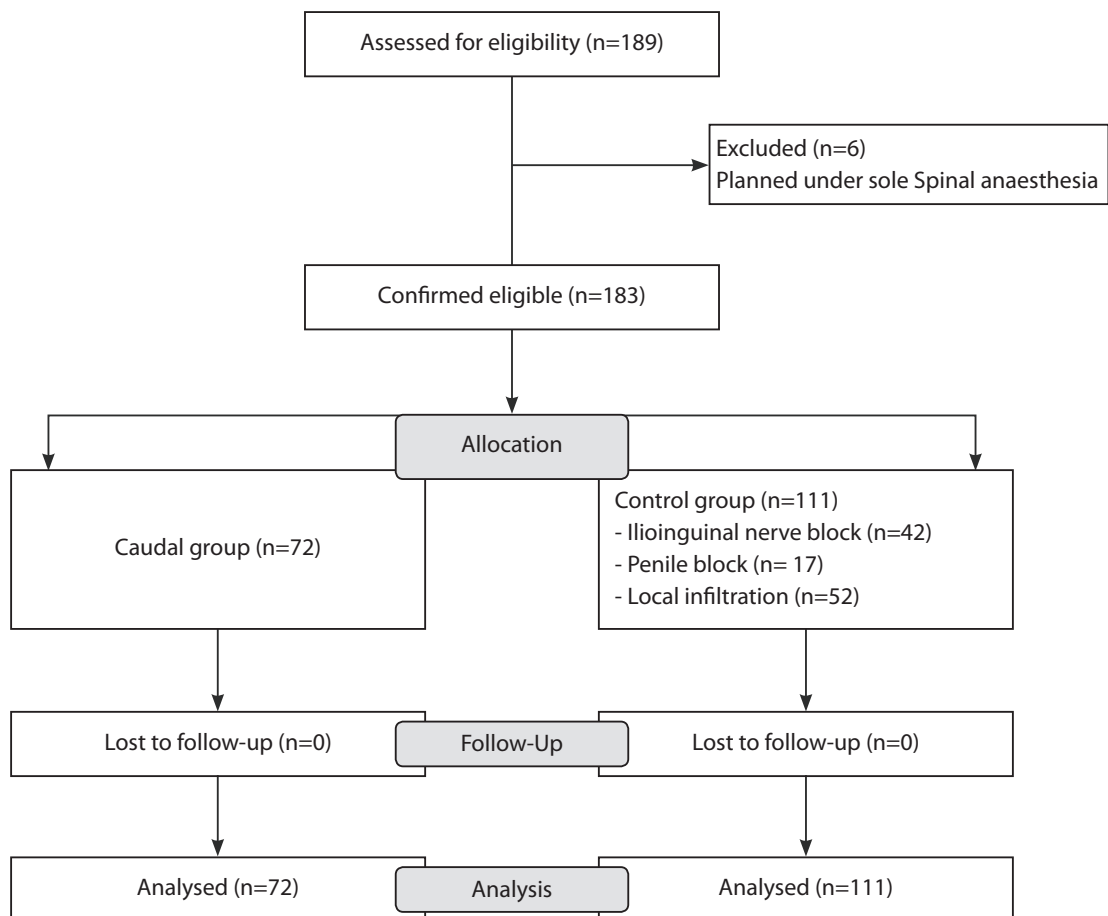 Assessed for eligibility (n=189)
Excluded (n=6)
Planned under sole Spinal anaesthesia
Confirmed eligible (n=183)
Allocation
Caudal group (n=72)
Control group (n=111)
- Ilioinguinal nerve block (n=42)
- Penile block (n= 17)
- Local infiltration (n=52)
Lost to follow-up (n=0)
Follow-Up
Lost to follow-up (n=0)
Analysed (n=72)
Analysis
Analysed (n=111)